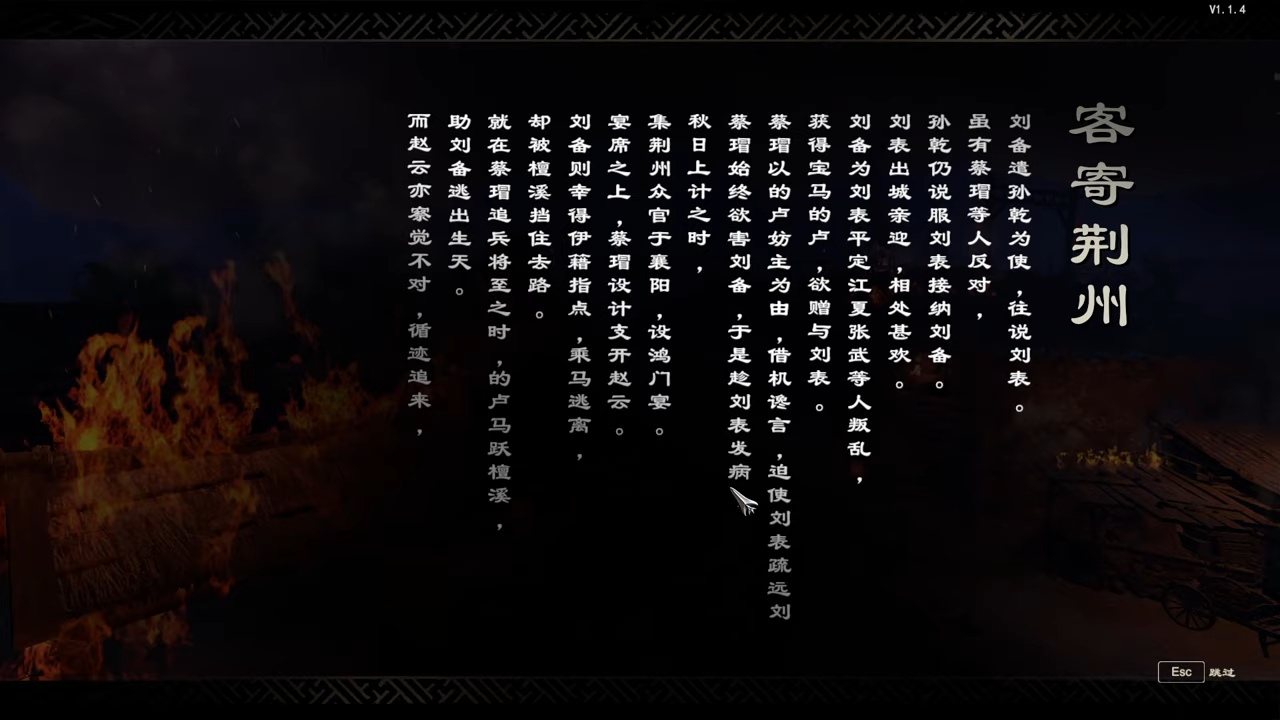 V1.1.4
客寄荆州
刘备遣孙乾为使，往说刘表。
虽有蔡瑁等人反对，
孙乾仍说服刘表接纳刘备。
刘表出城亲迎，相处甚欢。
刘备为刘表平定江夏张武等人叛乱，
获得宝马的卢，欲赠与刘表。
蔡瑁以的卢妨主为由，借机谗言，迫使刘表疏远刘
蔡瑁始终欲害刘备，于是趁刘表发病
秋日上计之时，
集荆州众官于襄阳，设鸿门宴。
宴席之上，蔡瑁设计支开赵云。
刘备则幸得伊籍指点，乘马逃离，
却被檀溪挡住去路。
就在蔡瑁追兵将至之时，的卢马跃檀溪，
助刘备逃出生天。
而赵云亦察觉不对，循迹追来，
Esc 跳过